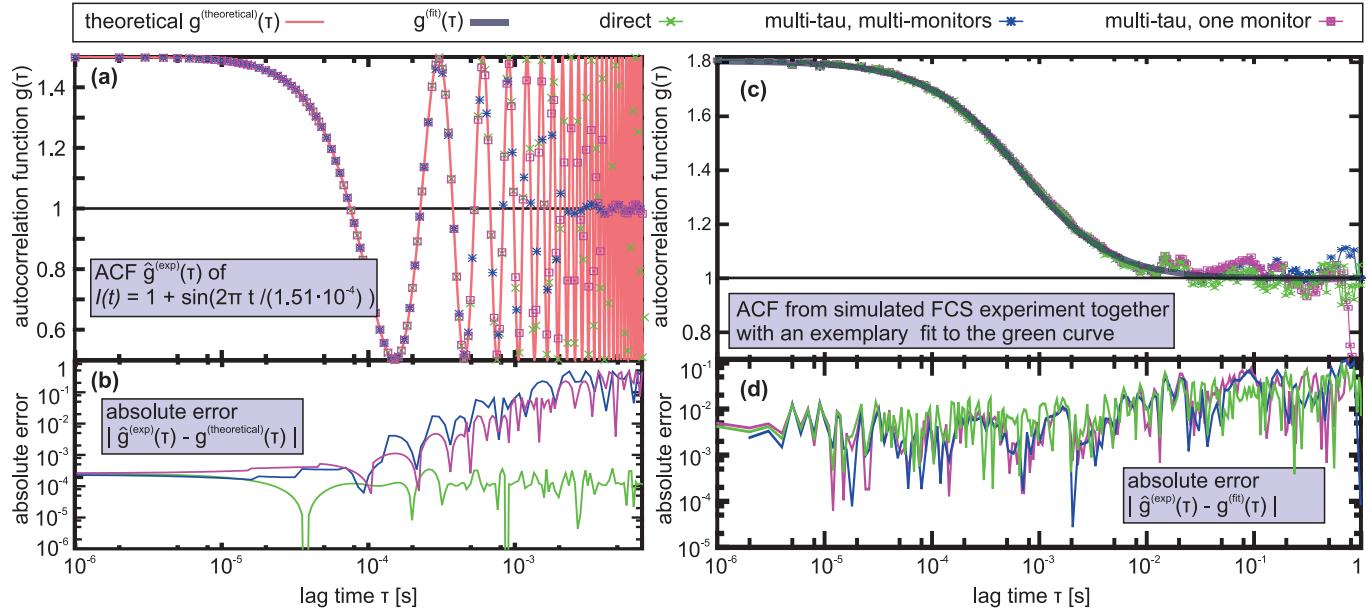 theoretical g^(theoretical)(τ) g^(fit)(τ) direct multi-tau, multi-monitors multi-tau, one monitor
autocorrelation function g(τ)
1.4
1.2
1
0.8
0.6
(a)
ACF ĝ^(exp)(τ) of
I(t) = 1 + sin(2π t /(1.51·10^-4) )
absolute error
1
10^-1
10^-2
10^-3
10^-4
10^-5
10^-6
(b)
absolute error
| ĝ^(exp)(τ) - g^(theoretical)(τ) |
10^-6 10^-5 10^-4 10^-3
lag time τ [s]
autocorrelation function g(τ)
1.8
1.6
1.4
1.2
1
0.8
(c)
ACF from simulated FCS experiment together
with an exemplary fit to the green curve
absolute error
10^-1
10^-2
10^-3
10^-4
10^-5
(d)
absolute error
| ĝ^(exp)(τ) - g^(fit)(τ) |
10^-6 10^-5 10^-4 10^-3 10^-2 10^-1 1
lag time τ [s]